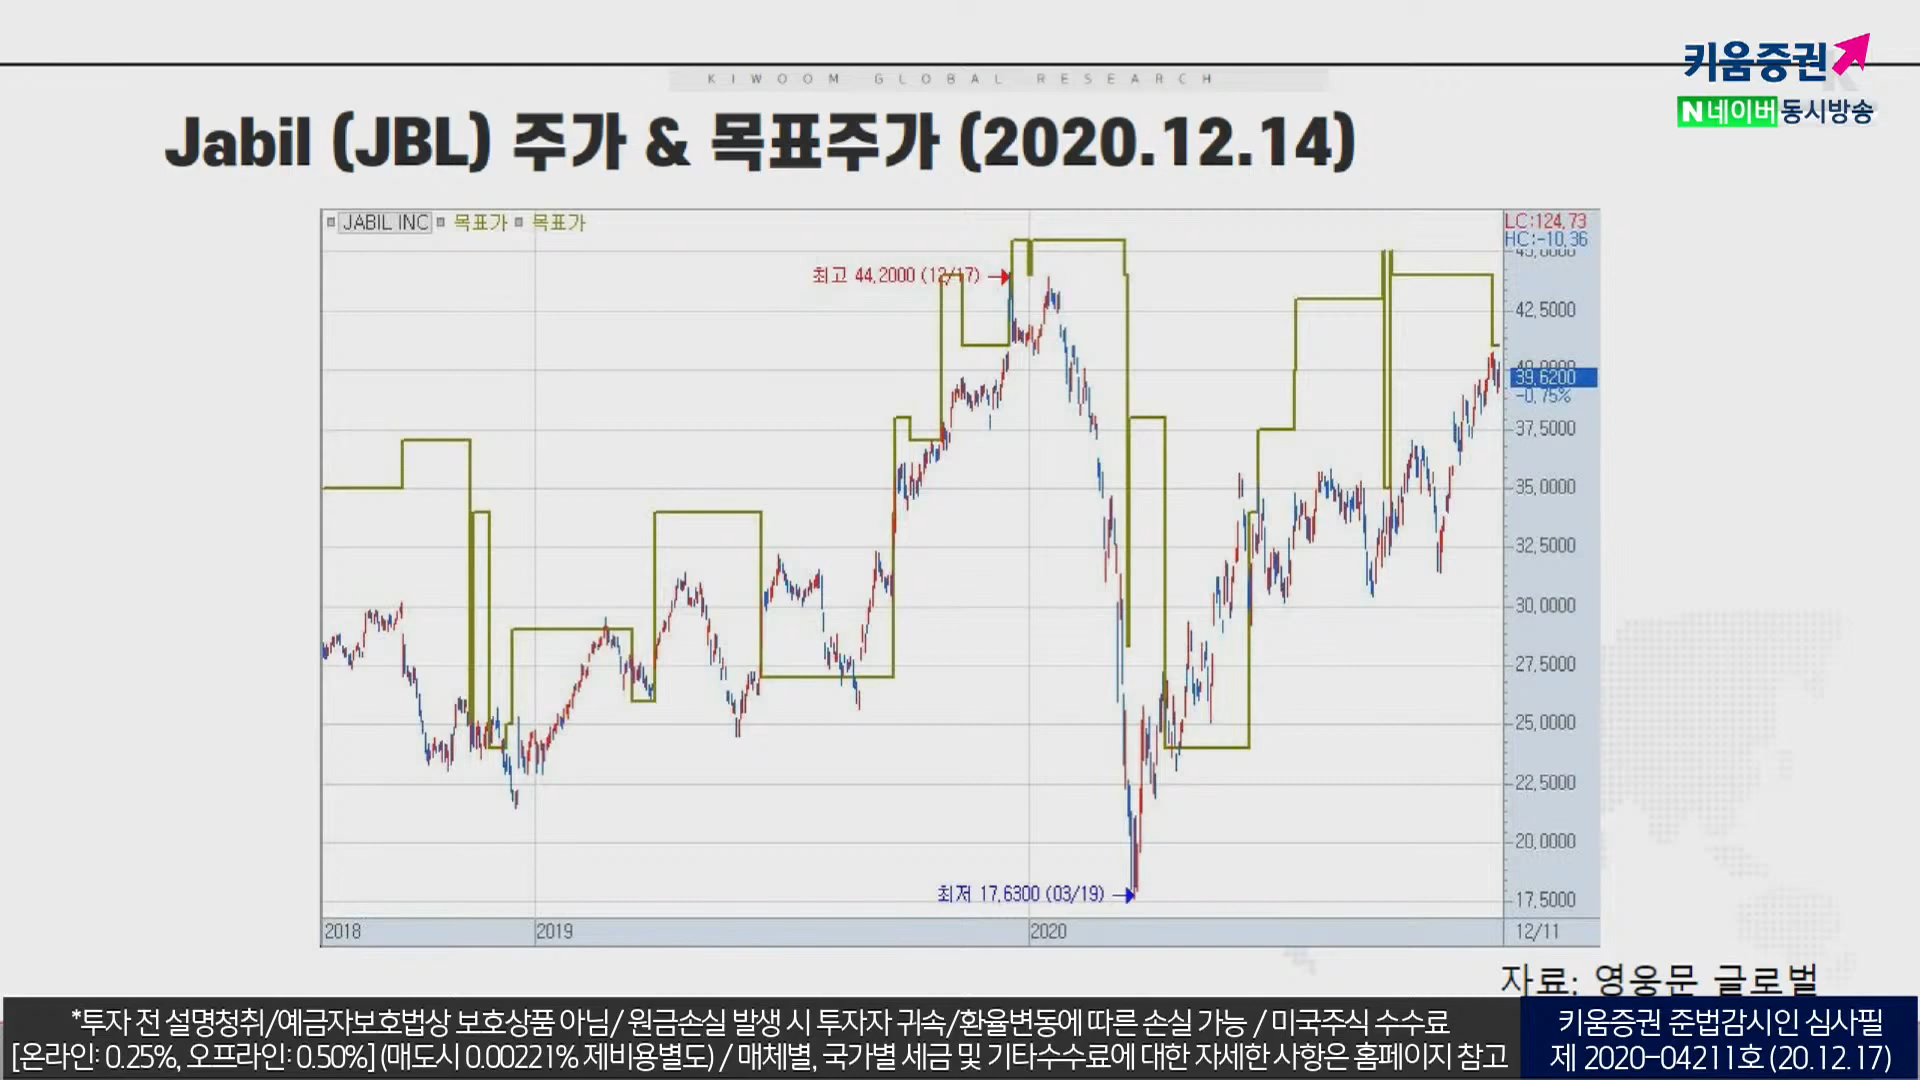 키움증권
KIWOOM GLOBAL RESEARCH
N 네이버 동시방송
Jabil (JBL) 주가 & 목표주가 (2020.12.14)
JABIL INC 목표가 목표가
LC:124,73
HC:-10,36
45,0000
최고 44,2000 (12/17)
42,5000
40,0000
39,6200
-0,75%
37,5000
35,0000
32,5000
30,0000
27,5000
25,0000
22,5000
20,0000
최저 17,6300 (03/19)
17,5000
2018 2019 2020 12/11
자료: 영웅문 글로벌
*투자 전 설명청취/예금자보호법상 보호상품 아님/ 원금손실 발생 시 투자자 귀속/환율변동에 따른 손실 가능 / 미국주식 수수료
[온라인: 0.25%, 오프라인: 0.50%] (매도시 0.00221% 제비용별도) / 매체별, 국가별 세금 및 기타수수료에 대한 자세한 사항은 홈페이지 참고
키움증권 준법감시인 심사필
제 2020-04211호 (20.12.17)